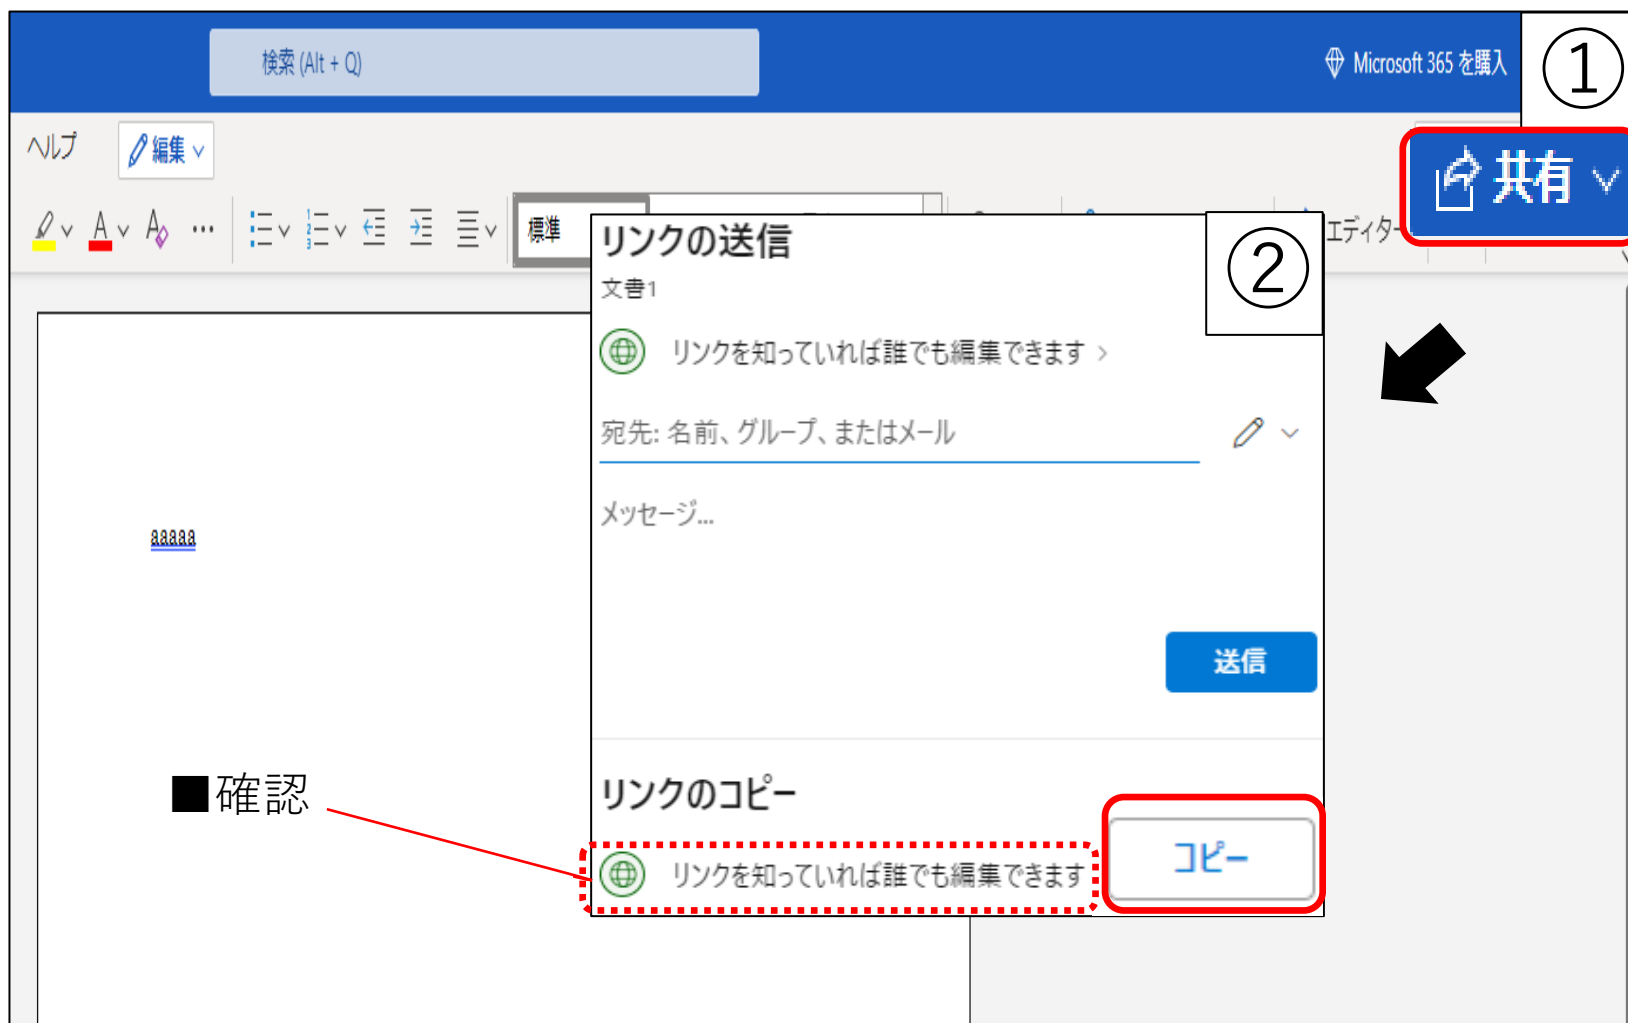 検索 (Alt + Q)
Microsoft 365 を購入
①
ヘルプ
編集
共有
標準
エディター
②
リンクの送信
文書1
リンクを知っていれば誰でも編集できます
宛先: 名前、グループ、またはメール
メッセージ...
aaaaa
送信
■確認
リンクのコピー
リンクを知っていれば誰でも編集できます
コピー